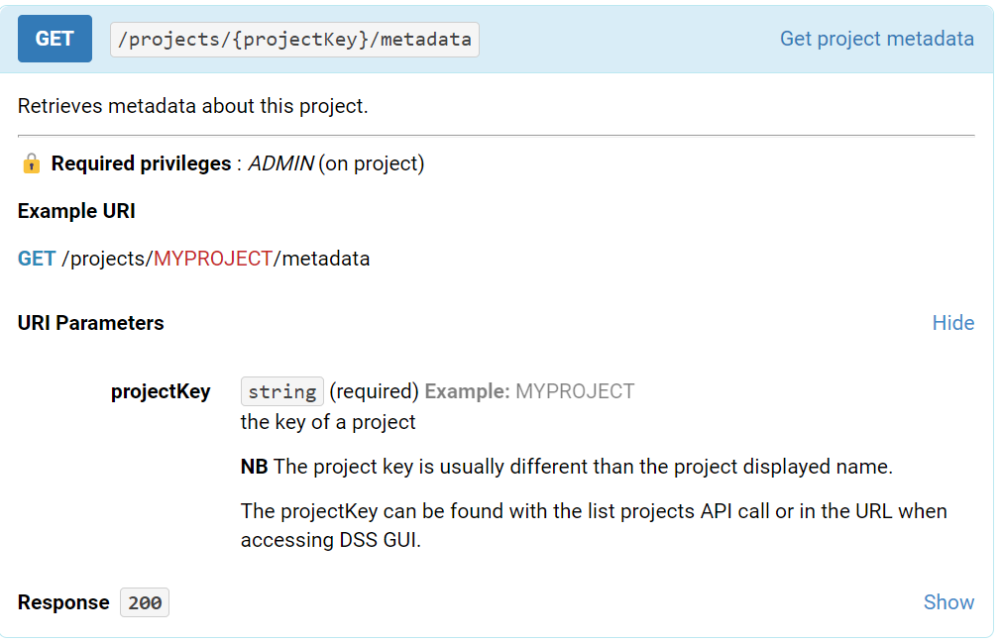 GET /projects/{projectKey}/metadata Get project metadata
Retrieves metadata about this project.
Required privileges : ADMIN (on project)
Example URI
GET /projects/MYPROJECT/metadata
URI Parameters Hide
projectKey string (required) Example: MYPROJECT
the key of a project
NB The project key is usually different than the project displayed name.
The projectKey can be found with the list projects API call or in the URL when
accessing DSS GUI.
Response 200 Show